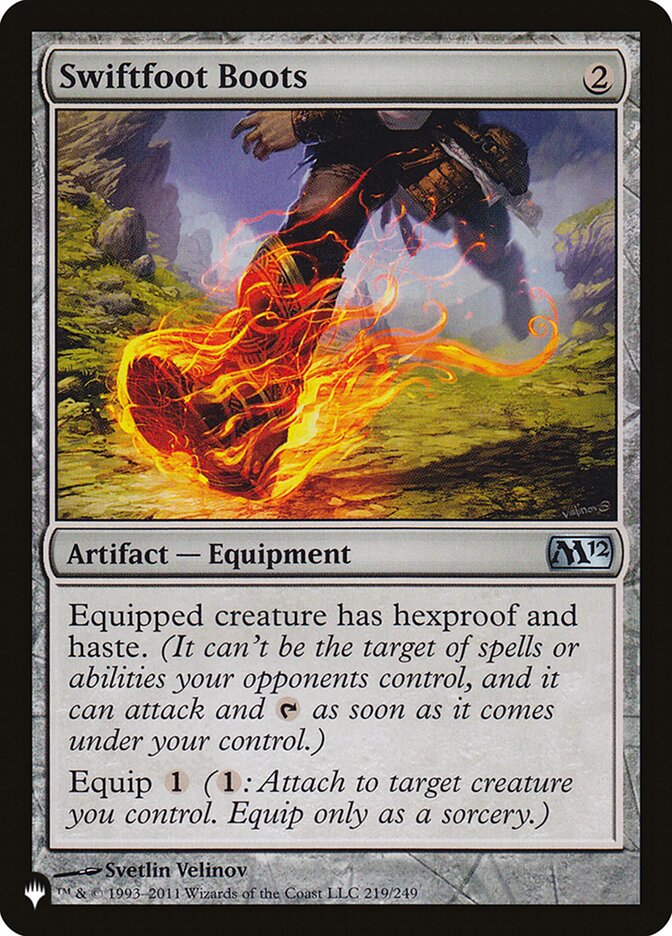 Swiftfoot Boots 2
velinov
Artifact — Equipment M12
Equipped creature has hexproof and
haste. (It can't be the target of spells or
abilities your opponents control, and it
can attack and as soon as it comes
under your control.)
Equip 1 (1: Attach to target creature
you control. Equip only as a sorcery.)
Svetlin Velinov
™ & © 1993–2011 Wizards of the Coast LLC 219/249